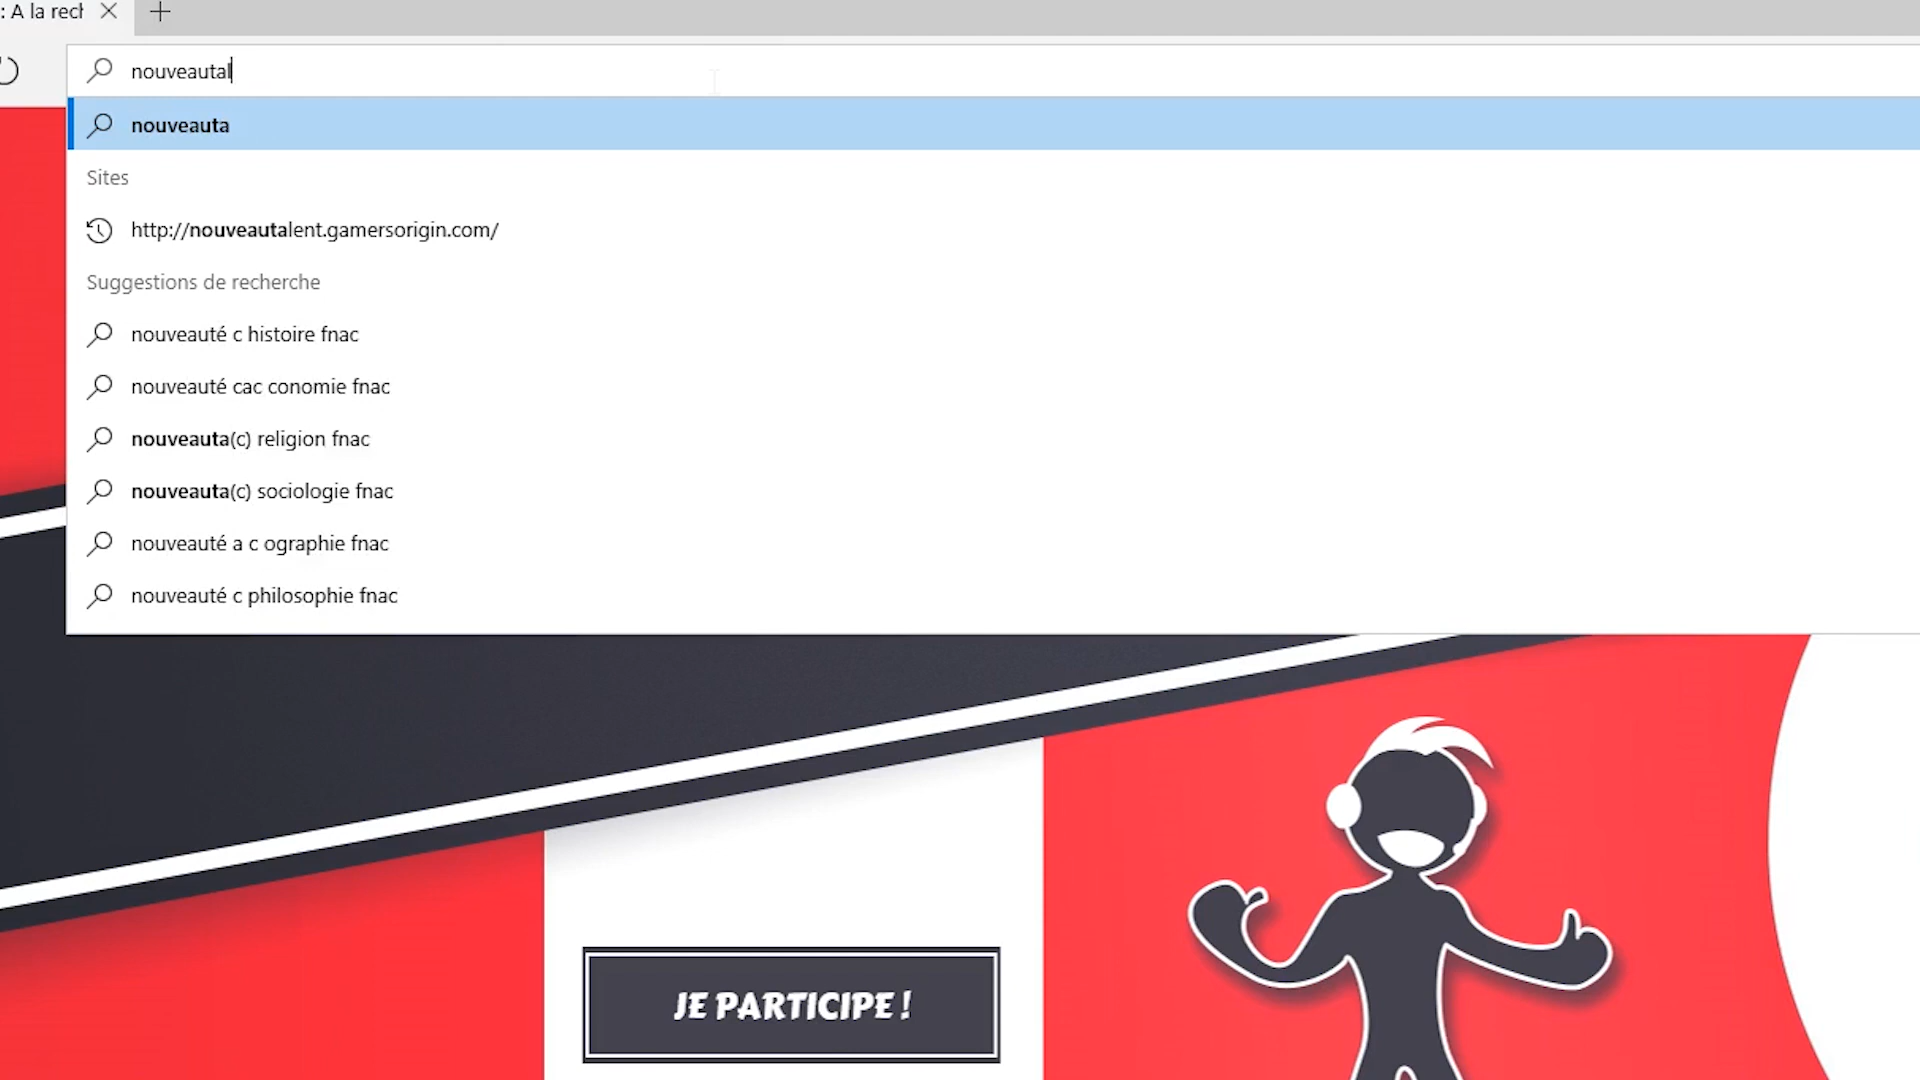 : A la rech
nouveautal
nouveauta
Sites
http://nouveautalent.gamersorigin.com/
Suggestions de recherche
nouveauté c histoire fnac
nouveauté cac conomie fnac
nouveauta(c) religion fnac
nouveauta(c) sociologie fnac
nouveauté a c ographie fnac
nouveauté c philosophie fnac
JE PARTICIPE !